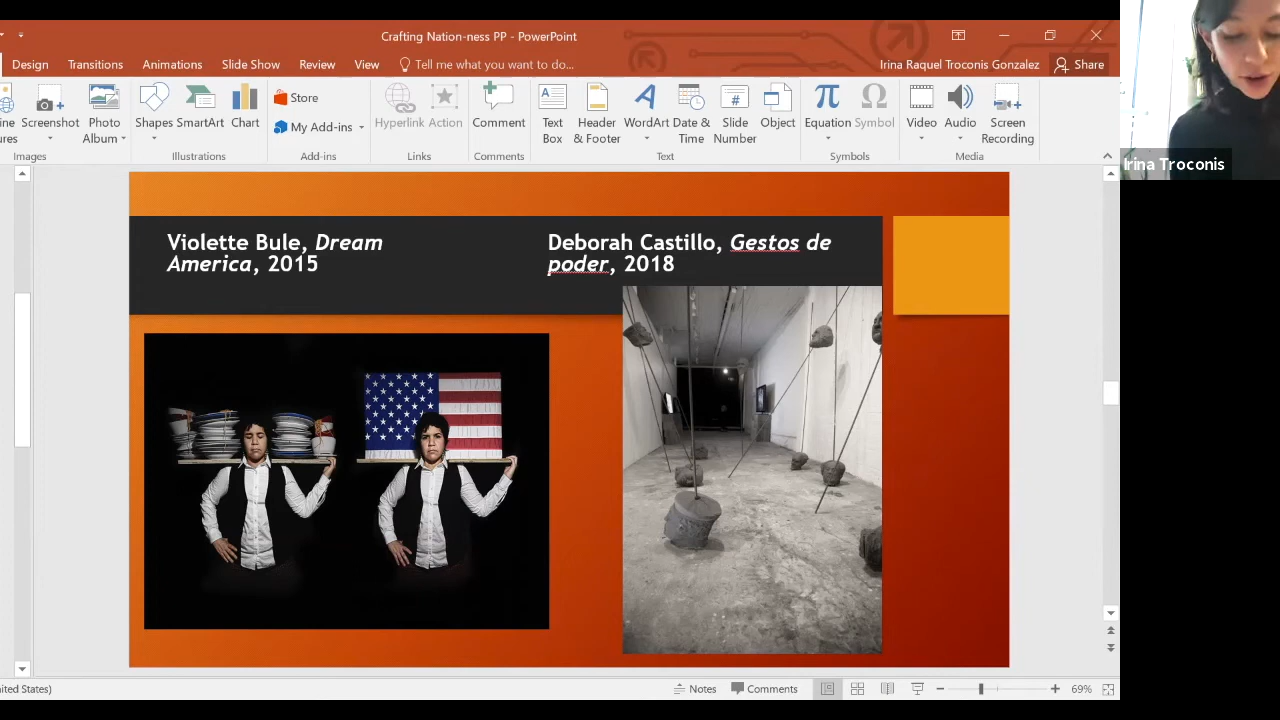 Crafting Nation-ness PP - PowerPoint
Design Transitions Animations Slide Show Review View Tell me what you want to do... Irina Raquel Troconis Gonzalez Share
Screenshot Photo Album Shapes SmartArt Chart Store My Add-ins Hyperlink Action Comment Text Box Header & Footer WordArt Date & Time Slide Number Object Equation Symbol Video Audio Screen Recording
Images Illustrations Add-ins Links Comments Text Symbols Media
Irina Troconis
Violette Bule, Dream
America, 2015
Deborah Castillo, Gestos de
poder, 2018
Notes Comments 69%